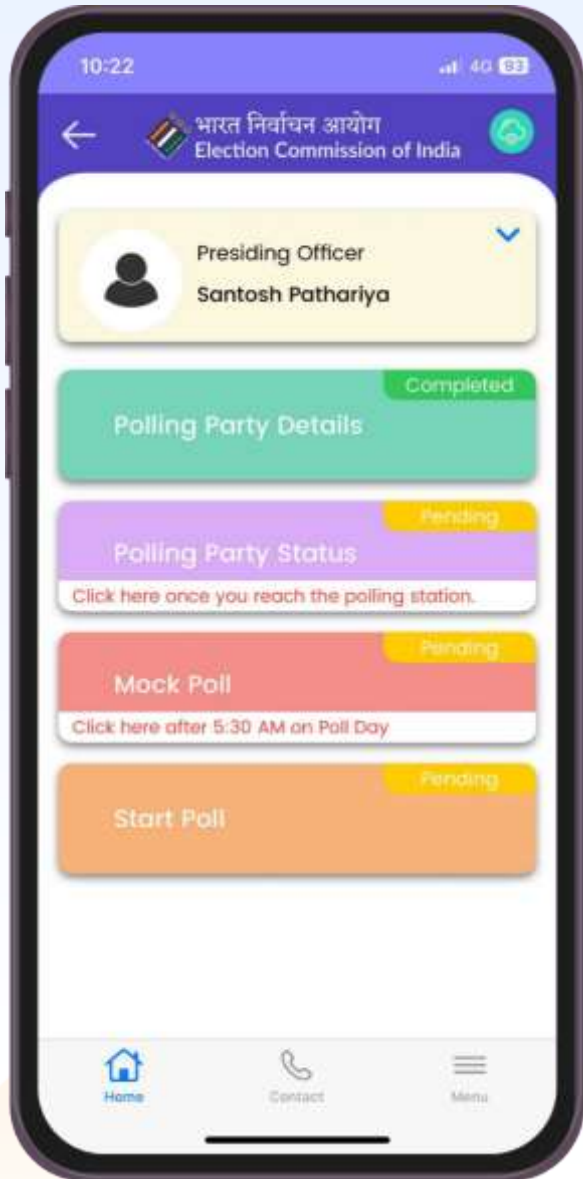 10:22
4G 83
भारत निर्वाचन आयोग
Election Commission of India
Presiding Officer
Santosh Pathariya
Completed
Polling Party Details
Pending
Polling Party Status
Click here once you reach the polling station.
Pending
Mock Poll
Click here after 5:30 AM on Poll Day
Pending
Start Poll
Home Contact Menu